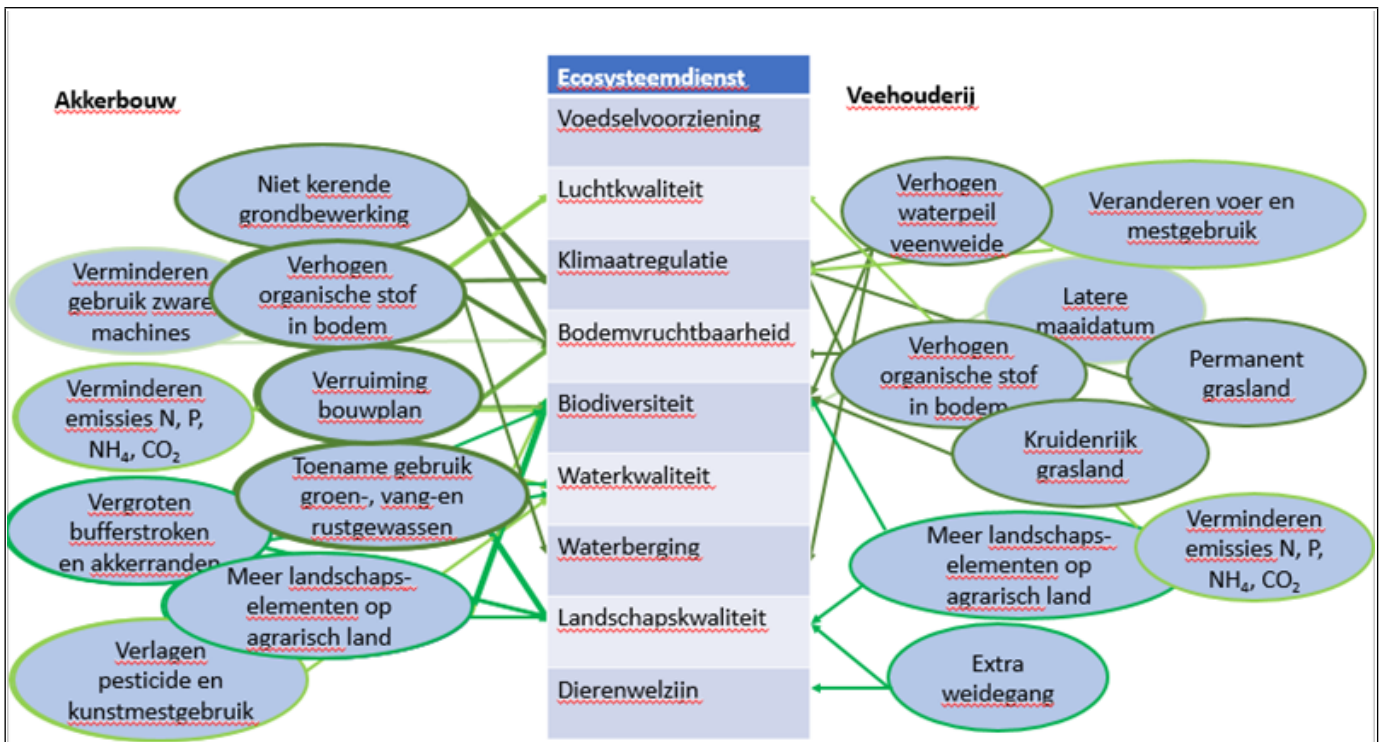 Akkerbouw
Niet kerende
grondbewerking
Verminderen
gebruik zware
machines
Verhogen
organische stof
in bodem
Verruiming
bouwplan
Verminderen
emissies N, P,
NH₄, CO₂
Toename gebruik
groen-, vang-en
rustgewassen
Vergroten
bufferstroken
en akkerranden
Meer landschaps-
elementen op
agrarisch land
Verlagen
pesticide en
kunstmestgebruik
Ecosysteemdienst
Voedselvoorziening
Luchtkwaliteit
Klimaatregulatie
Bodemvruchtbaarheid
Biodiversiteit
Waterkwaliteit
Waterberging
Landschapskwaliteit
Dierenwelzijn
Veehouderij
Verhogen
waterpeil
veenweide
Veranderen voer en
mestgebruik
Latere
maaidatum
Verhogen
organische stof
in bodem
Permanent
grasland
Kruidenrijk
grasland
Meer landschaps-
elementen op
agrarisch land
Verminderen
emissies N, P,
NH₄, CO₂
Extra
weidegang